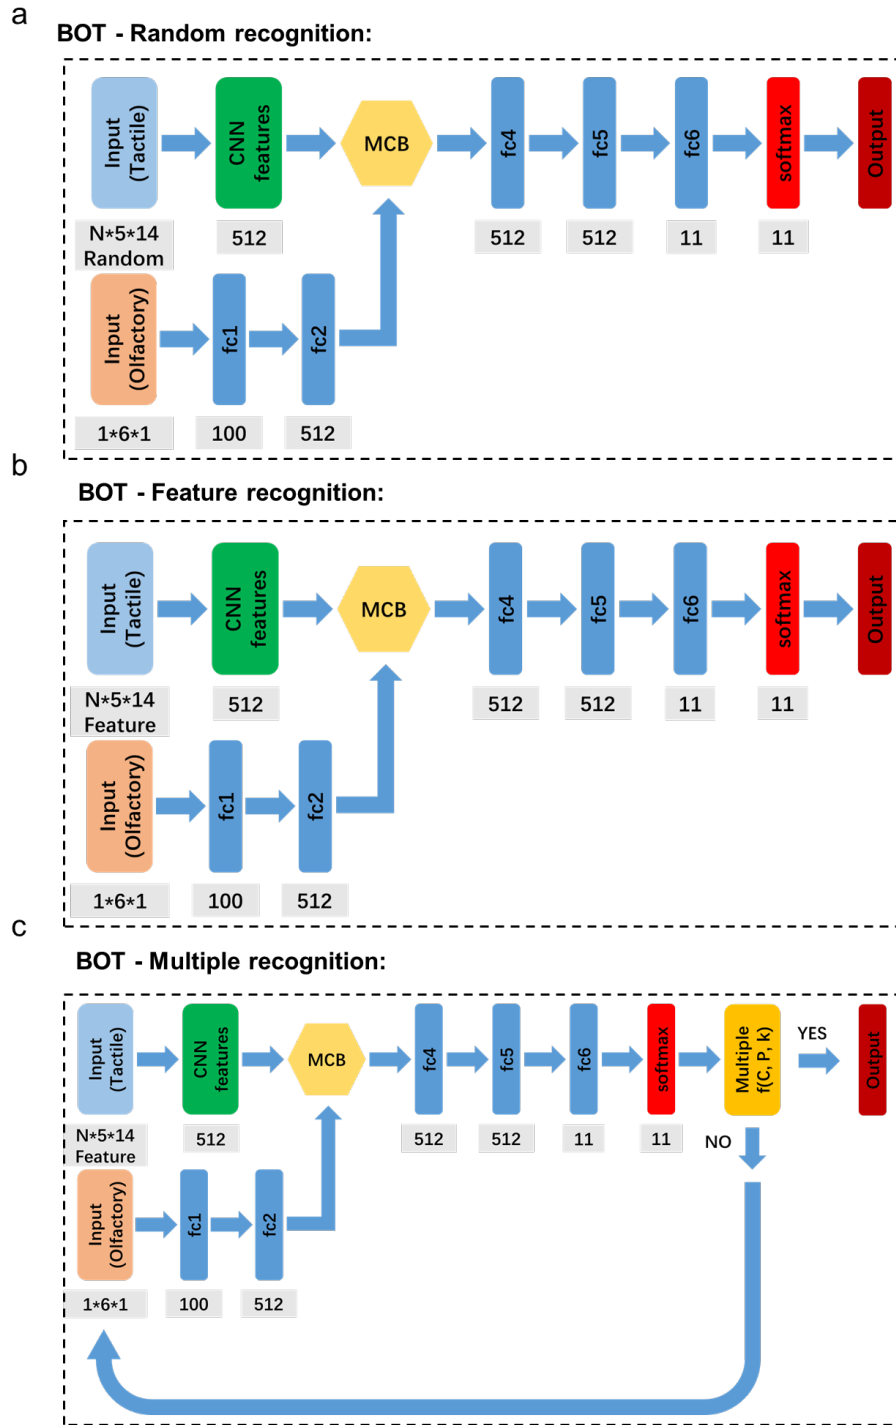 a
BOT - Random recognition:
Input
(Tactile)
CNN
features
MCB
fc4
fc5
fc6
softmax
Output
N*5*14
Random
512
512
512
11
11
Input
(Olfactory)
fc1
fc2
1*6*1
100
512
b
BOT - Feature recognition:
Input
(Tactile)
CNN
features
MCB
fc4
fc5
fc6
softmax
Output
N*5*14
Feature
512
512
512
11
11
Input
(Olfactory)
fc1
fc2
1*6*1
100
512
c
BOT - Multiple recognition:
Input
(Tactile)
CNN
features
MCB
fc4
fc5
fc6
softmax
Multiple
f(C, P, k)
YES
Output
N*5*14
Feature
512
512
512
11
11
NO
Input
(Olfactory)
fc1
fc2
1*6*1
100
512